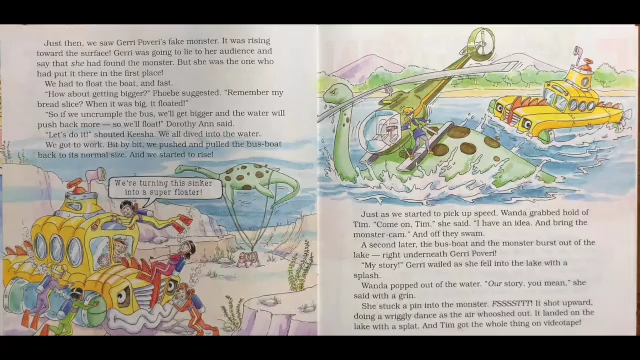 Just then, we saw Gerri Poveri's fake monster. It was rising
toward the surface! Gerri was going to lie to her audience and
say that she had found the monster. But she was the one who
had put it there in the first place!
We had to float the boat, and fast.
"How about getting bigger?" Phoebe suggested. "Remember my
bread slice? When it was big, it floated!"
"So if we uncrumple the bus, we'll get bigger and the water will
push back more — so we'll float!" Dorothy Ann said.
"Let's do it!" shouted Keesha. We all dived into the water.
We got to work. Bit by bit, we pushed and pulled the bus-boat
back to its normal size. And we started to rise!
We're turning this sinker
into a super floater!
Just as we started to pick up speed, Wanda grabbed hold of
Tim. "Come on, Tim," she said. "I have an idea. And bring the
monster-cam." And off they swam.
A second later, the bus-boat and the monster burst out of the
lake — right underneath Gerri Poveri!
"My story!" Gerri wailed as she fell into the lake with a
splash.
Wanda popped out of the water. "Our story, you mean," she
said with a grin.
She stuck a pin into the monster. FSSSSTTT! It shot upward,
doing a wriggly dance as the air whooshed out. It landed on the
lake with a splat. And Tim got the whole thing on videotape!